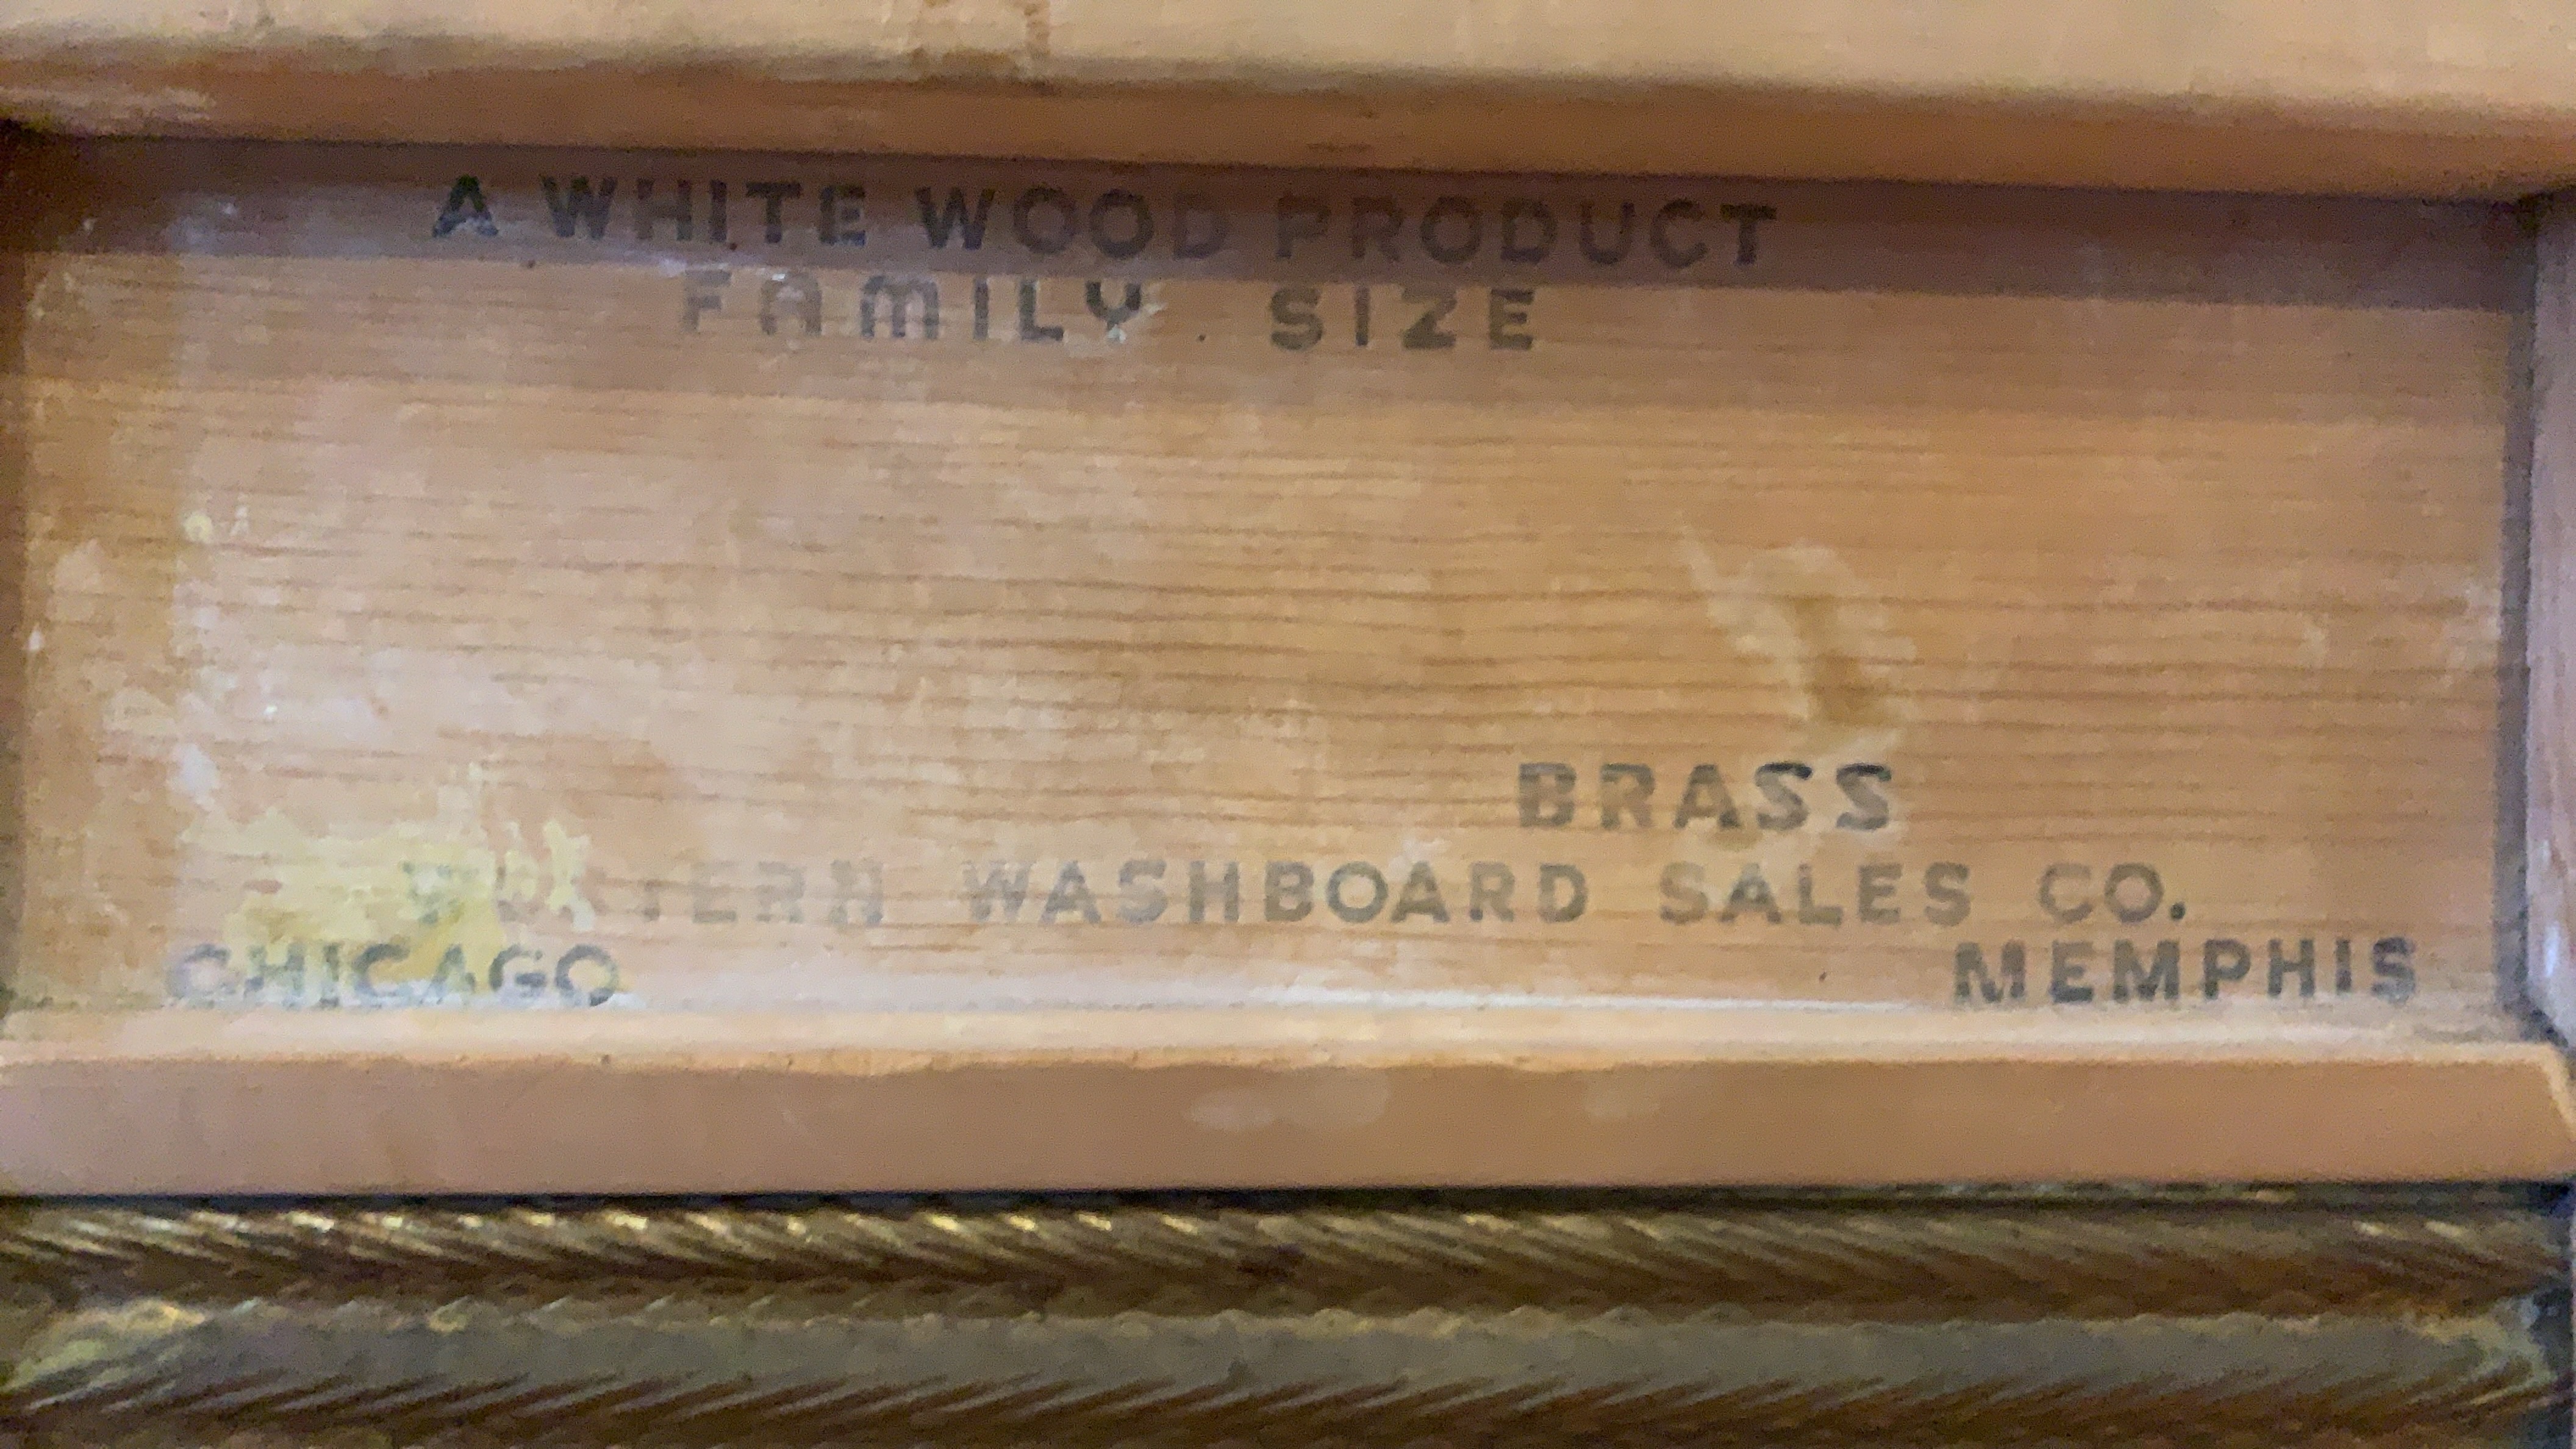 A WHITE WOOD PRODUCT
FAMILY SIZE
BRASS
WASHBOARD SALES CO.
CHICAGO MEMPHIS